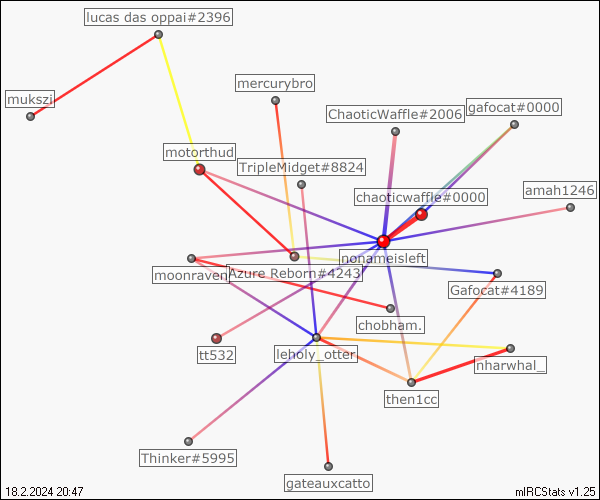 lucas das oppai#2396
mercurybro
mukszi
ChaoticWaffle#2006
gafocat#0000
motorthud
TripleMidget#8824
chaoticwaffle#0000
amah1246
nonameisleft
moonraven
Azure Reborn#4243
Gafocat#4189
chobham.
tt532
leholy_otter
nharwhal_
then1cc
Thinker#5995
gateauxcatto
18.2.2024 20:47
mIRCStats v1.25